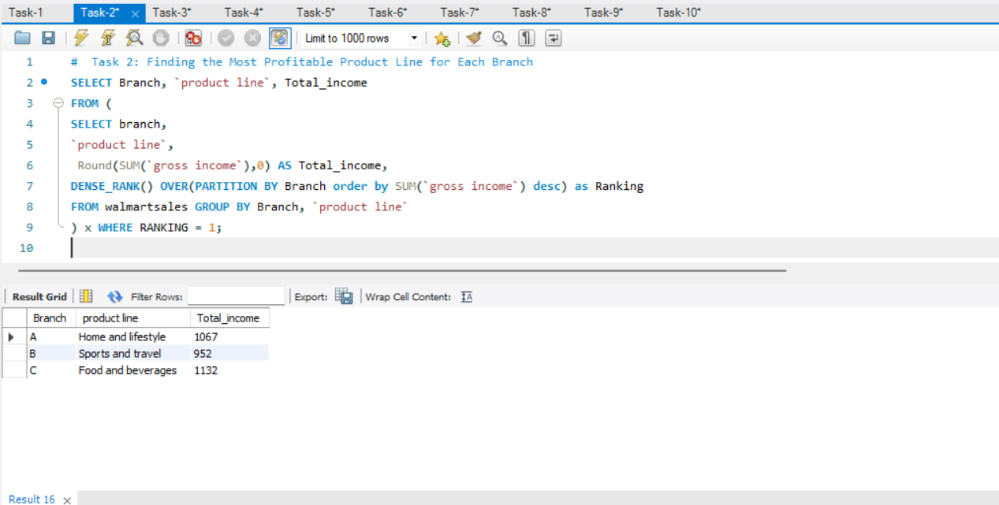 Task-1 Task-2* Task-3* Task-4* Task-5* Task-6* Task-7* Task-8* Task-9* Task-10*
Limit to 1000 rows
1 # Task 2: Finding the Most Profitable Product Line for Each Branch
2 SELECT Branch, `product line`, Total_income
3 FROM (
4 SELECT branch,
5 `product line`,
6 Round(SUM(`gross income`),0) AS Total_income,
7 DENSE_RANK() OVER(PARTITION BY Branch order by SUM(`gross income`) desc) as Ranking
8 FROM walmartsales GROUP BY Branch, `product line`
9 ) x WHERE RANKING = 1;
10
Result Grid Filter Rows: Export: Wrap Cell Content:
Branch product line Total_income
A Home and lifestyle 1067
B Sports and travel 952
C Food and beverages 1132
Result 16